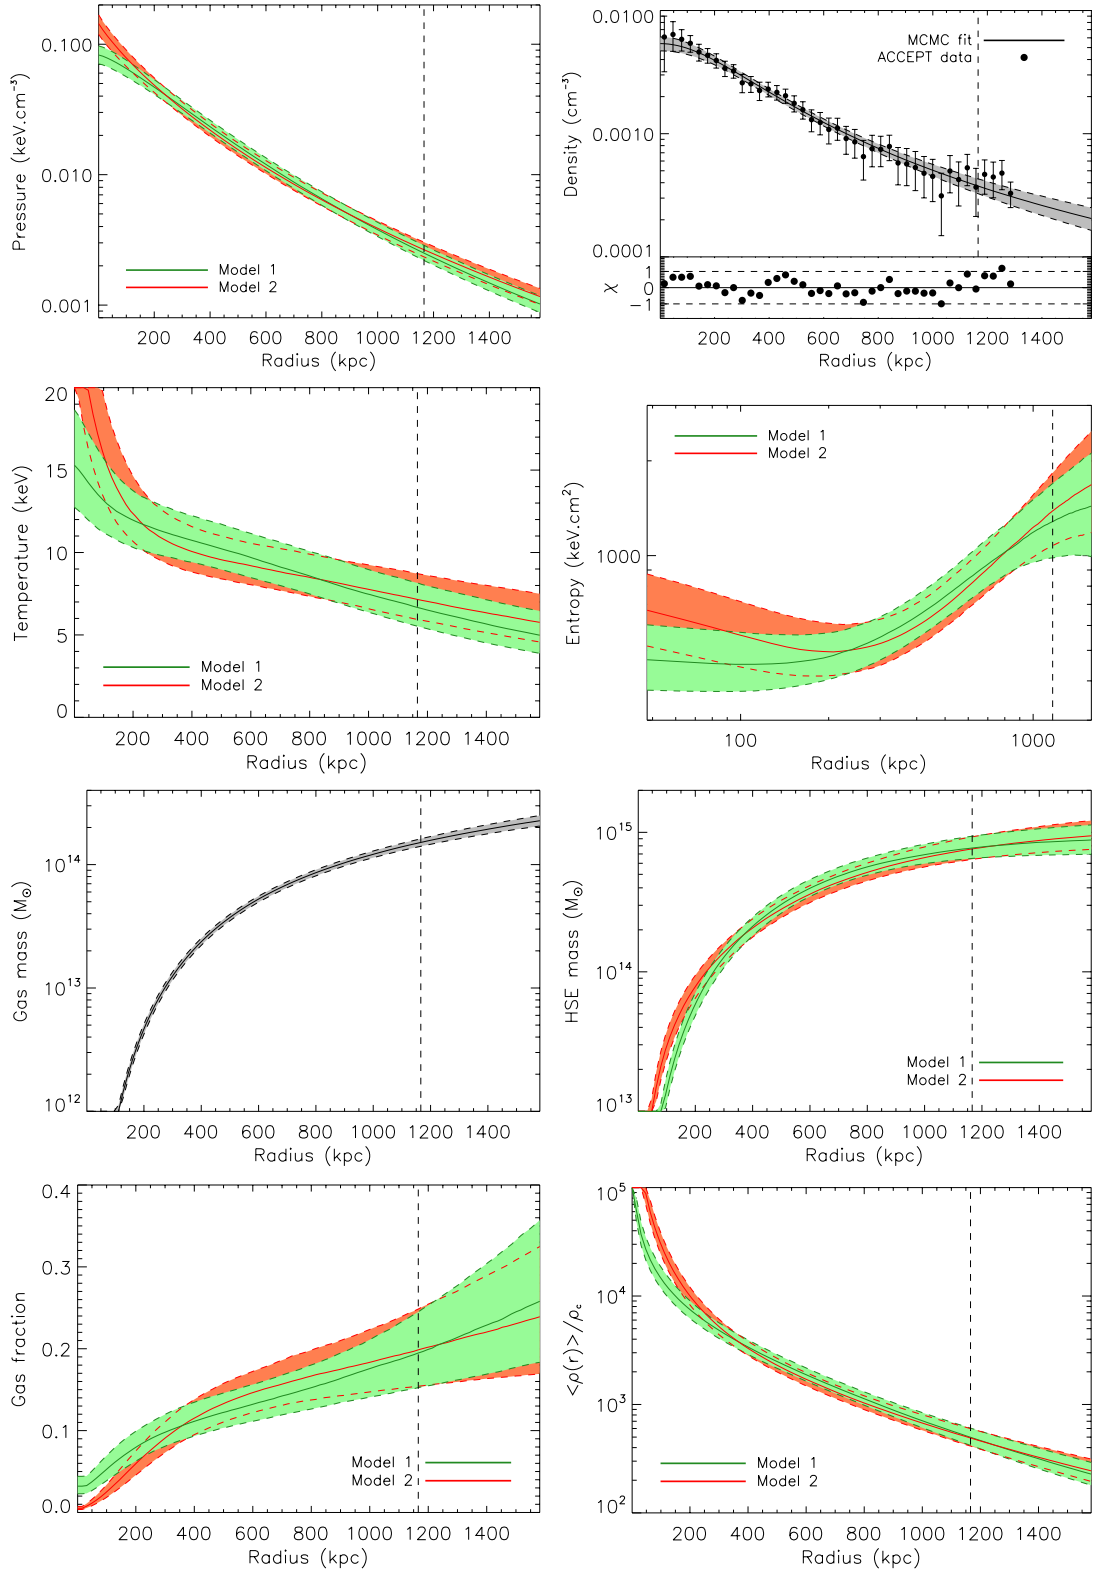 Pressure (keV.cm⁻³)
0.100
0.010
0.001
Model 1
Model 2
200 400 600 800 1000 1200 1400
Radius (kpc)
Density (cm⁻³)
0.0100
0.0010
0.0001
MCMC fit
ACCEPT data
χ
1
0
−1
200 400 600 800 1000 1200 1400
Radius (kpc)
Temperature (keV)
20
15
10
5
0
Model 1
Model 2
200 400 600 800 1000 1200 1400
Radius (kpc)
Entropy (keV.cm²)
1000
Model 1
Model 2
100 1000
Radius (kpc)
Gas mass (M☉)
10¹⁴
10¹³
10¹²
200 400 600 800 1000 1200 1400
Radius (kpc)
HSE mass (M☉)
10¹⁵
10¹⁴
10¹³
Model 1
Model 2
200 400 600 800 1000 1200 1400
Radius (kpc)
Gas fraction
0.4
0.3
0.2
0.1
0.0
Model 1
Model 2
200 400 600 800 1000 1200 1400
Radius (kpc)
<ρ(r)>/ρc
10⁵
10⁴
10³
10²
Model 1
Model 2
200 400 600 800 1000 1200 1400
Radius (kpc)